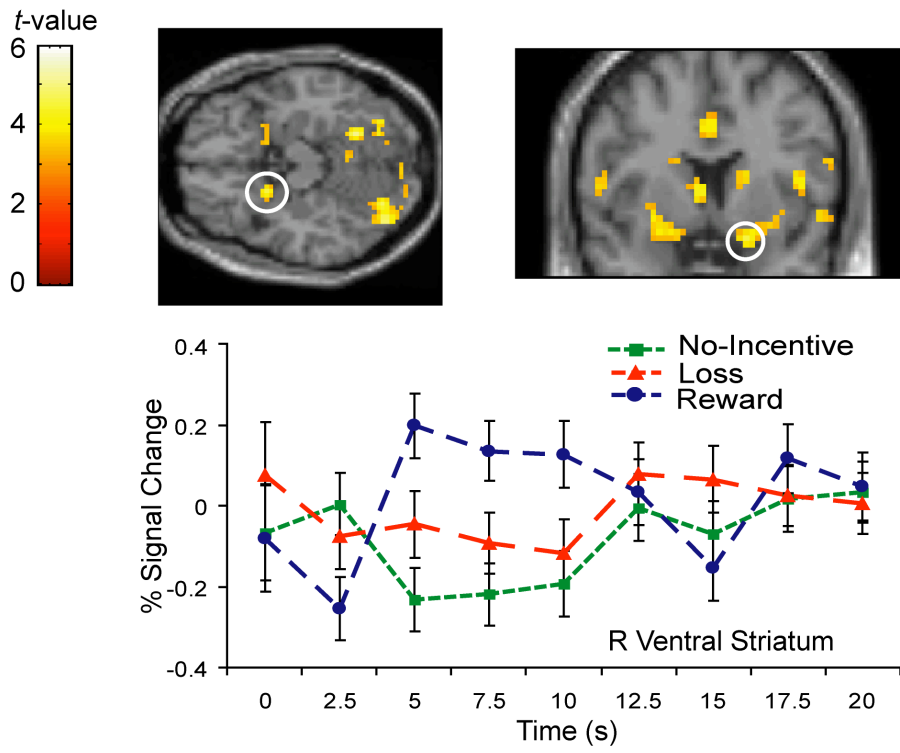 t-value
6
4
2
0
0.4
0.2
0
-0.2
-0.4
% Signal Change
No-Incentive
Loss
Reward
R Ventral Striatum
0 2.5 5 7.5 10 12.5 15 17.5 20
Time (s)